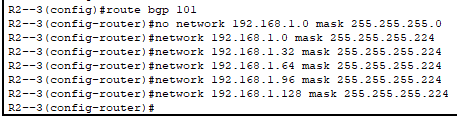 R2--3(config)#route bgp 101
R2--3(config-router)#no network 192.168.1.0 mask 255.255.255.0
R2--3(config-router)#network 192.168.1.0 mask 255.255.255.224
R2--3(config-router)#network 192.168.1.32 mask 255.255.255.224
R2--3(config-router)#network 192.168.1.64 mask 255.255.255.224
R2--3(config-router)#network 192.168.1.96 mask 255.255.255.224
R2--3(config-router)#network 192.168.1.128 mask 255.255.255.224
R2--3(config-router)#